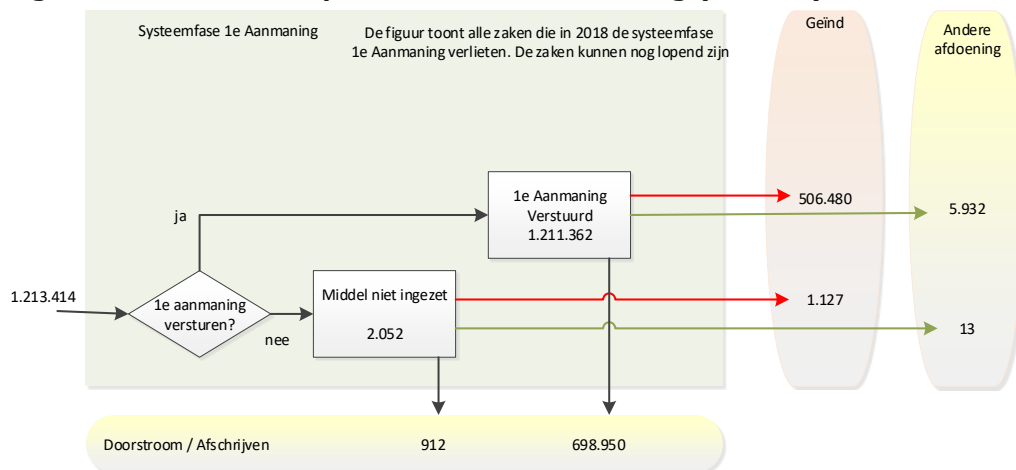 Systeemfase 1e Aanmaning
De figuur toont alle zaken die in 2018 de systeemfase
1e Aanmaning verlieten. De zaken kunnen nog lopend zijn
Geïnd
Andere
afdoening
1e Aanmaning
Verstuurd
1.211.362
506.480
5.932
ja
1.213.414
1e aanmaning
versturen?
nee
Middel niet ingezet
2.052
1.127
13
Doorstroom / Afschrijven
912
698.950